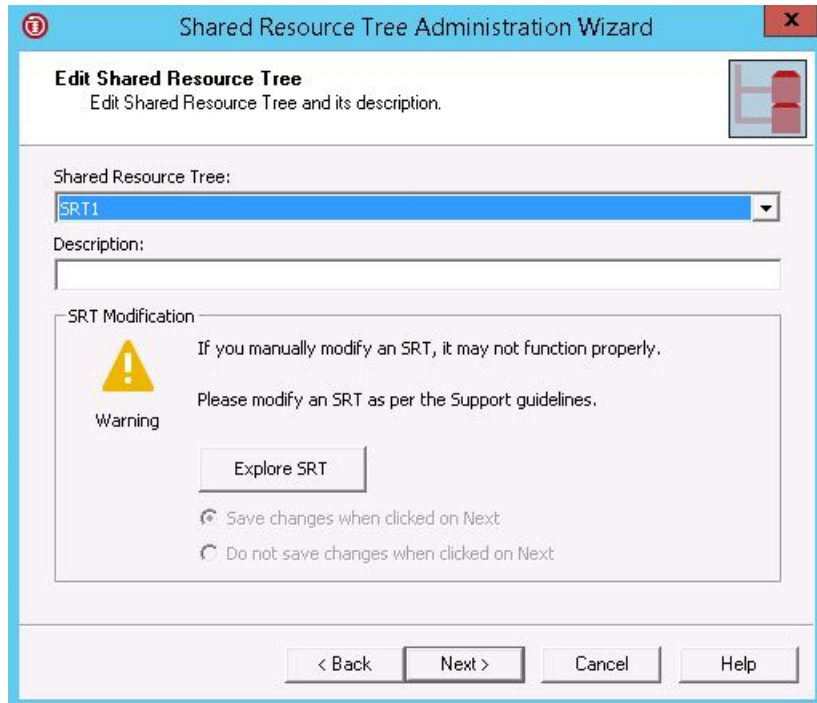 Shared Resource Tree Administration Wizard
x
Edit Shared Resource Tree
Edit Shared Resource Tree and its description.
Shared Resource Tree:
SRT1
Description:
SRT Modification
If you manually modify an SRT, it may not function properly.
Please modify an SRT as per the Support guidelines.
Warning
Explore SRT
Save changes when clicked on Next
Do not save changes when clicked on Next
< Back
Next >
Cancel
Help